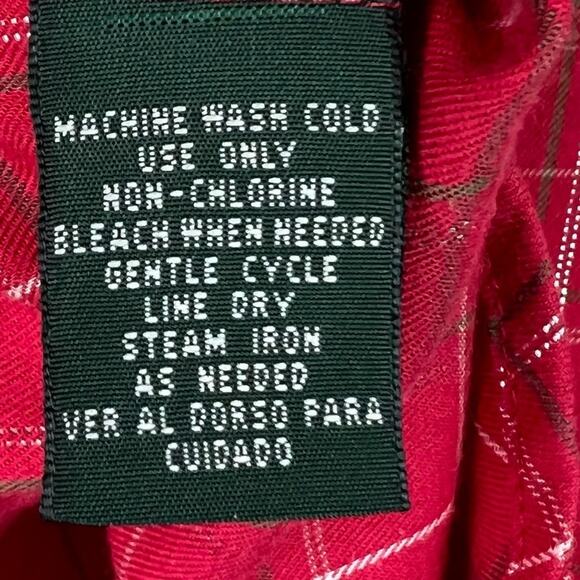 MACHINE WASH COLD
USE ONLY
NON-CHLORINE
BLEACH WHEN NEEDED
GENTLE CYCLE
LINE DRY
STEAM IRON
AS NEEDED
VER AL DORSO PARA
CUIDADO